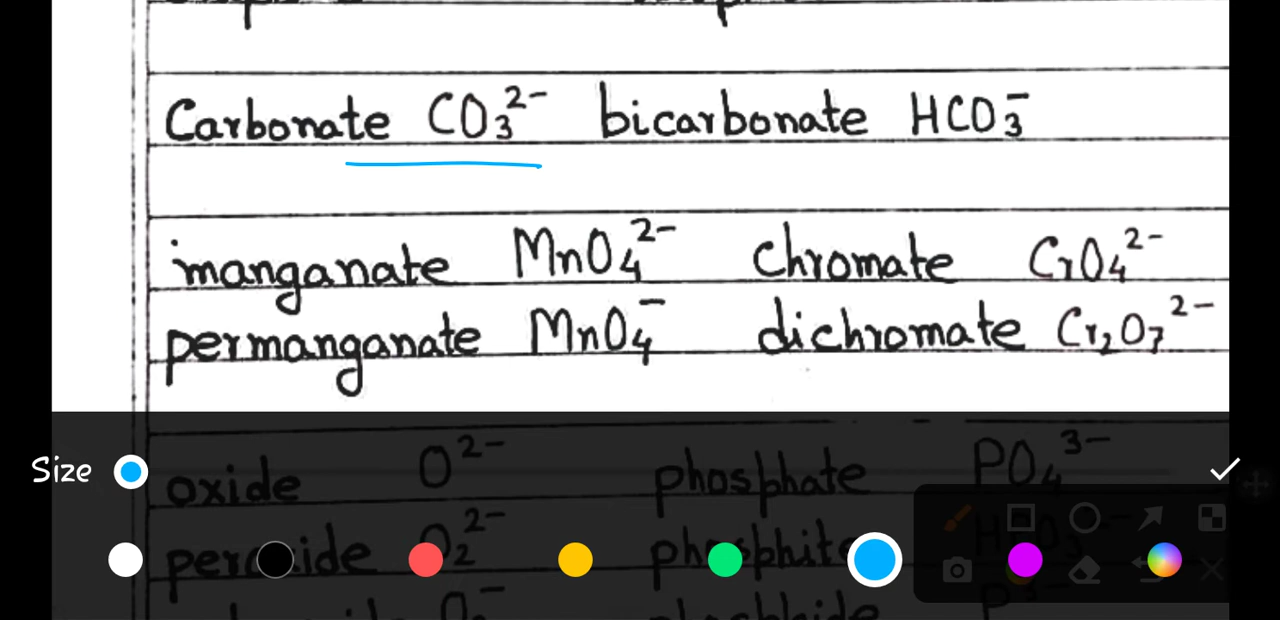 Carbonate CO₃²⁻ bicarbonate HCO₃⁻
manganate MnO₄²⁻ chromate CrO₄²⁻
permanganate MnO₄⁻ dichromate Cr₂O₇²⁻
oxide O²⁻ phosphate PO₄³⁻
Size
peroxide O₂²⁻ phosphite